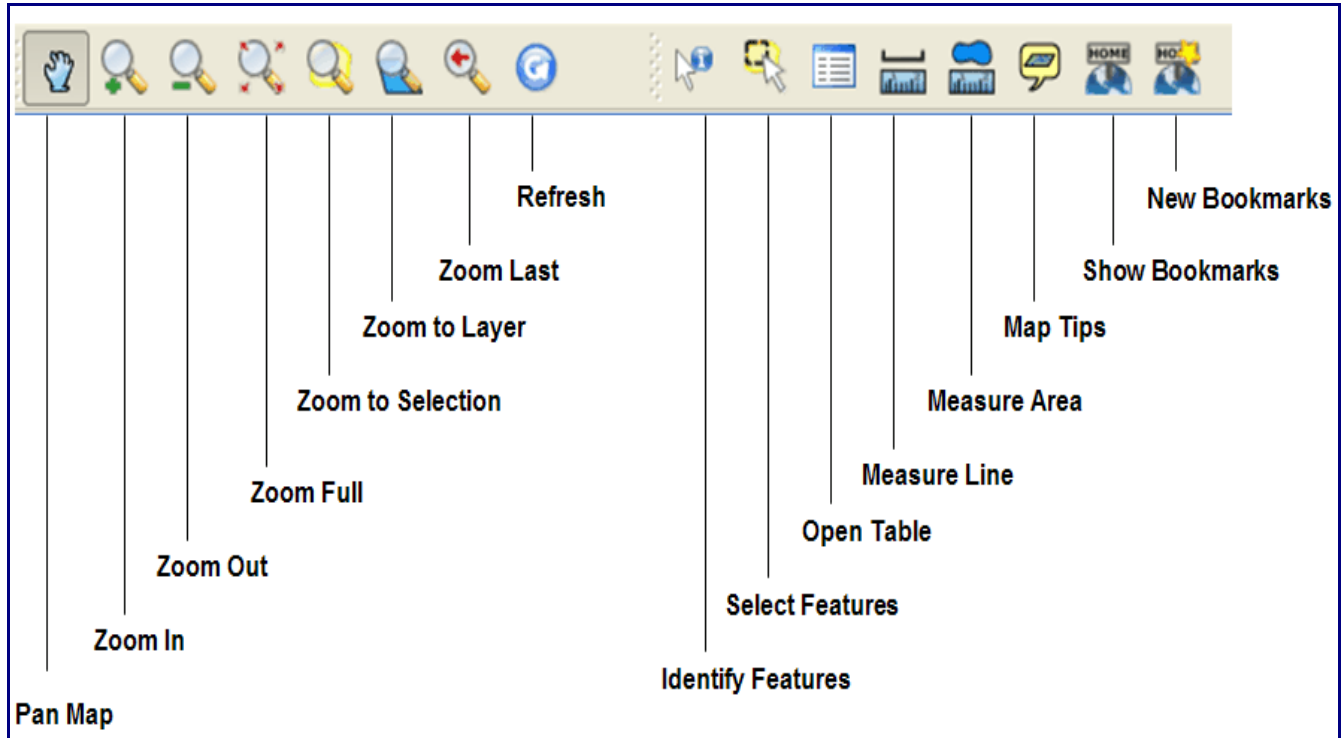 HOME
Refresh
New Bookmarks
Zoom Last
Show Bookmarks
Zoom to Layer
Map Tips
Zoom to Selection
Measure Area
Zoom Full
Measure Line
Open Table
Zoom Out
Select Features
Zoom In
Identify Features
Pan Map